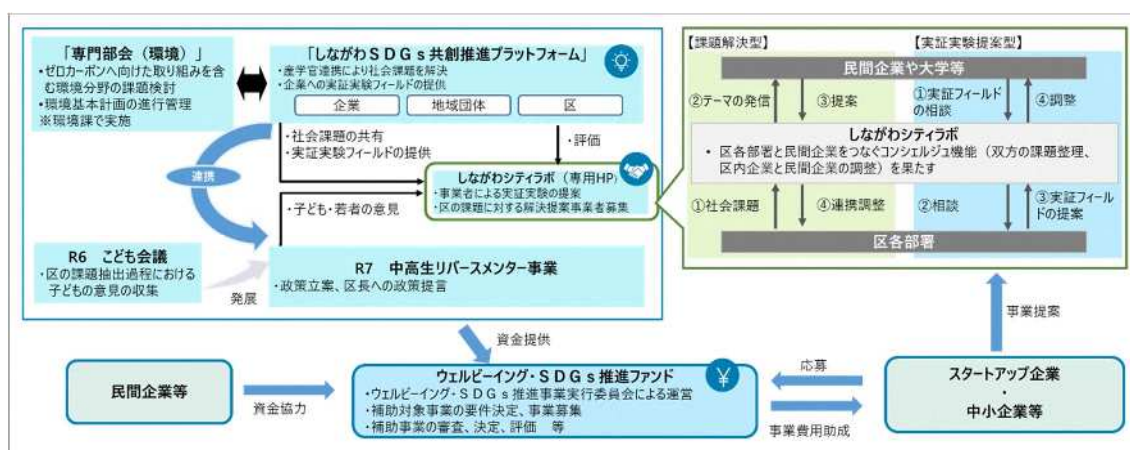 「専門部会（環境）」
・ゼロカーボンへ向けた取り組みを含
む環境分野の課題検討
・環境基本計画の進行管理
※環境課で実施
「しながわSDGs共創推進プラットフォーム」
・産学官連携により社会課題を解決
・企業への実証実験フィールドの提供
企業
地域団体
区
・社会課題の共有
・実証実験フィールドの提供
・評価
連携
しながわシティラボ（専用HP）
・事業者による実証実験の提案
・区の課題に対する解決提案事業者募集
・子ども・若者の意見
R6　こども会議
・区の課題抽出過程における
子どもの意見の収集
発展
R7　中高生リバースメンター事業
・政策立案、区長への政策提言
【課題解決型】
【実証実験提案型】
民間企業や大学等
②テーマの発信
③提案
①実証フィールド
の相談
④調整
しながわシティラボ
・ 区各部署と民間企業をつなぐコンシェルジュ機能（双方の課題整理、
区内企業と民間企業の調整）を果たす
①社会課題
④連携調整
②相談
③実証フィール
ドの提案
区各部署
資金提供
事業提案
民間企業等
資金協力
ウェルビーイング・SDGs推進ファンド
・ウェルビーイング・SDGs推進事業実行委員会による運営
・補助対象事業の要件決定、事業募集
・補助事業の審査、決定、評価　等
¥
応募
事業費用助成
スタートアップ企業
・
中小企業等